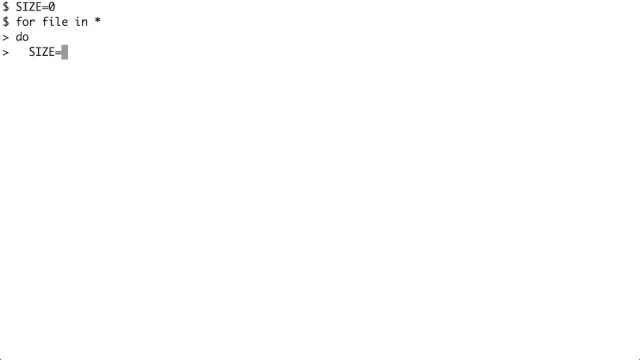 $ SIZE=0
$ for file in *
> do
>   SIZE=